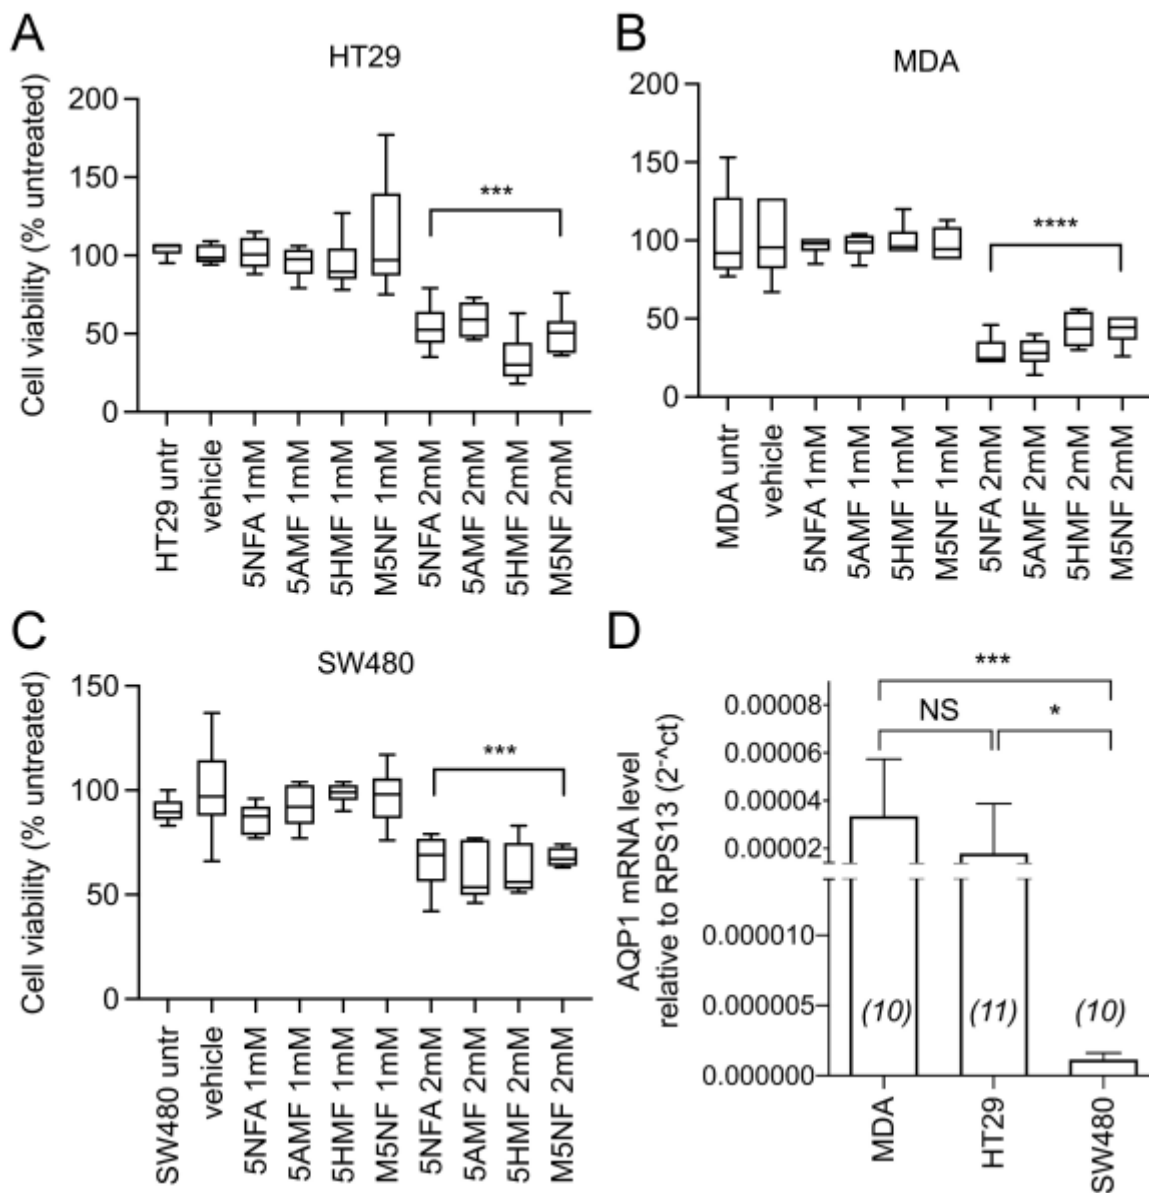 A
HT29
Cell viability (% untreated)
200
150
100
50
0
***
HT29 untr
vehicle
5NFA 1mM
5AMF 1mM
5HMF 1mM
M5NF 1mM
5NFA 2mM
5AMF 2mM
5HMF 2mM
M5NF 2mM
B
MDA
200
150
100
50
0
****
MDA untr
vehicle
5NFA 1mM
5AMF 1mM
5HMF 1mM
M5NF 1mM
5NFA 2mM
5AMF 2mM
5HMF 2mM
M5NF 2mM
C
SW480
Cell viability (% untreated)
150
100
50
0
***
SW480 untr
vehicle
5NFA 1mM
5AMF 1mM
5HMF 1mM
M5NF 1mM
5NFA 2mM
5AMF 2mM
5HMF 2mM
M5NF 2mM
D
AQP1 mRNA level
relative to RPS13 (2-^ct)
0.00008
0.00006
0.00004
0.00002
0.000010
0.000005
0.000000
***
NS
*
(10)
(11)
(10)
MDA
HT29
SW480